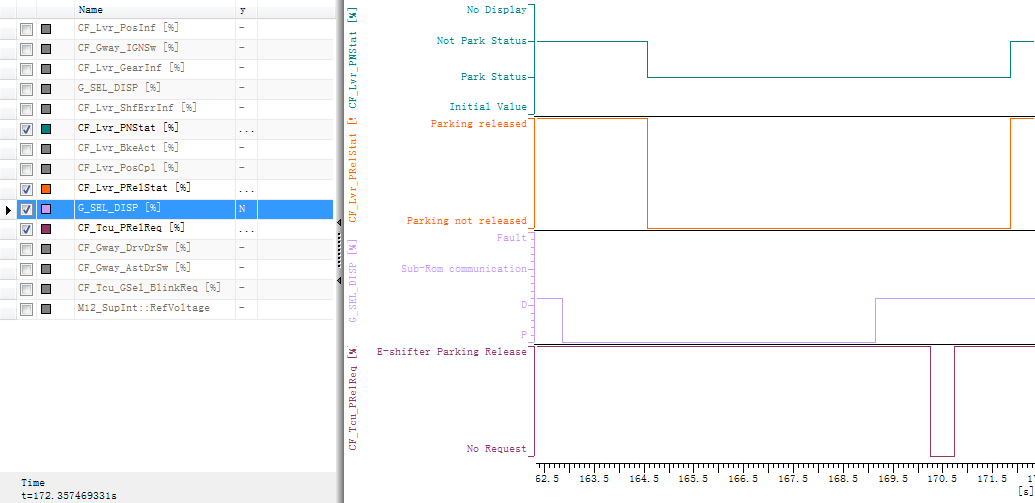 Name y
CF_Lvr_PosInf [%] -
CF_Gway_IGNSw [%] -
CF_Lvr_GearInf [%] -
G_SEL_DISP [%] -
CF_Lvr_ShfErrInf [%] -
CF_Lvr_PNStat [%] ...
CF_Lvr_BkeAct [%] -
CF_Lvr_PosCpl [%] -
CF_Lvr_PRelStat [%] ...
G_SEL_DISP [%] N
CF_Tcu_PRelReq [%] ...
CF_Gway_DrvDrSw [%] -
CF_Gway_AstDrSw [%] -
CF_Tcu_GSel_BlinkReq [%] -
M12_SupInt::RefVoltage -
Time
t=172.357469331s
CF_Lvr_PNStat [%]
No Display
Not Park Status
Park Status
Initial Value
CF_Lvr_PRelStat
Parking released
Parking not released
G_SEL_DISP [%]
Fault
Sub-Rom communication
D
P
CF_Tcu_PRelReq [%]
E-shifter Parking Release
No Request
62.5 163.5 164.5 165.5 166.5 167.5 168.5 169.5 170.5 171.5 17
[s]